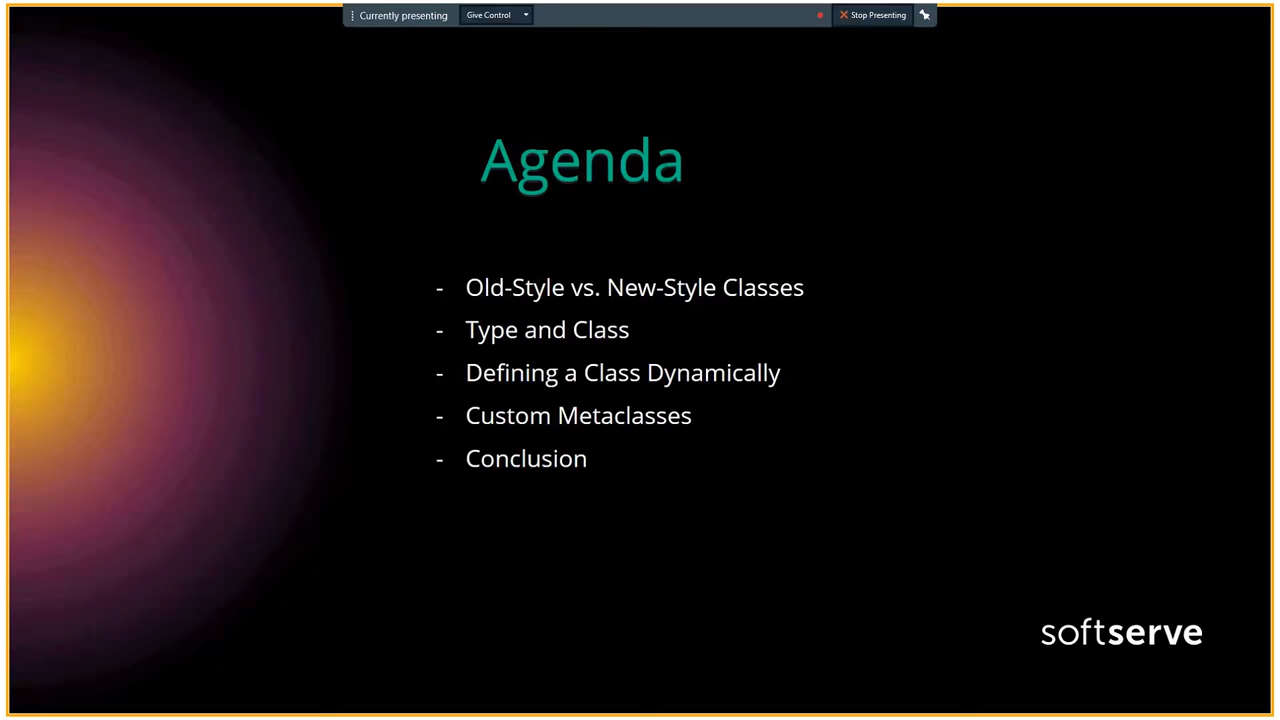 Currently presenting Give Control Stop Presenting
Agenda
- Old-Style vs. New-Style Classes
- Type and Class
- Defining a Class Dynamically
- Custom Metaclasses
- Conclusion
softserve